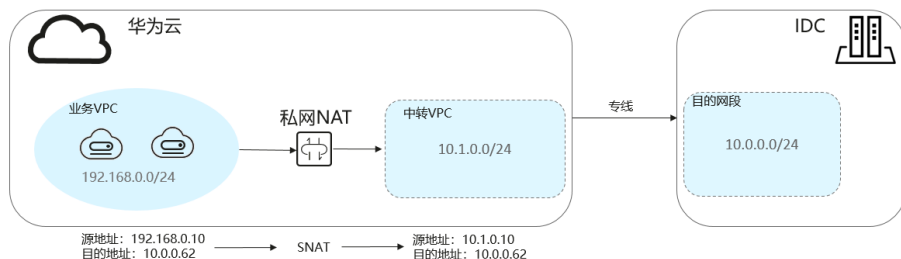 华为云
IDC
业务VPC
192.168.0.0/24
私网NAT
中转VPC
10.1.0.0/24
专线
目的网段
10.0.0.0/24
源地址：192.168.0.10
目的地址：10.0.0.62
SNAT
源地址：10.1.0.10
目的地址：10.0.0.62